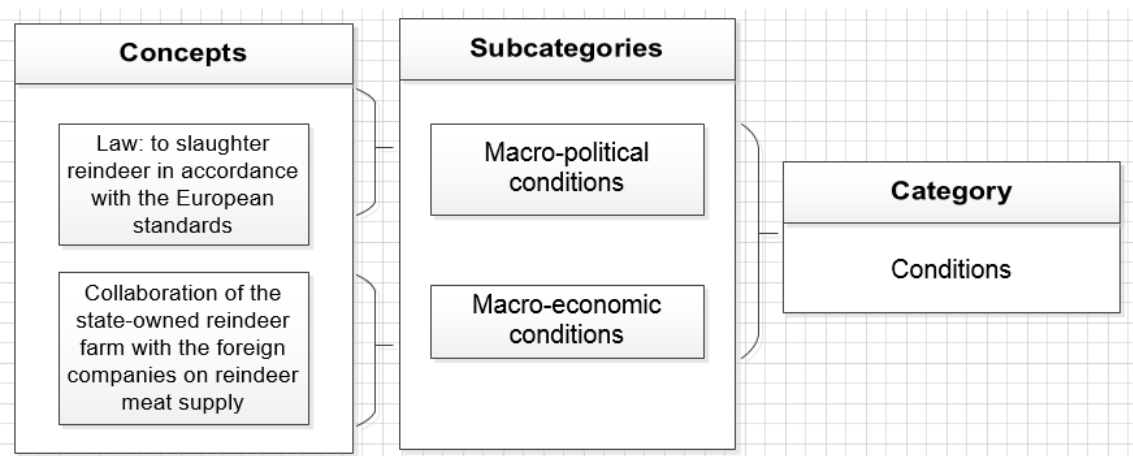 Concepts
Law: to slaughter
reindeer in accordance
with the European
standards
Collaboration of the
state-owned reindeer
farm with the foreign
companies on reindeer
meat supply
Subcategories
Macro-political
conditions
Macro-economic
conditions
Category
Conditions